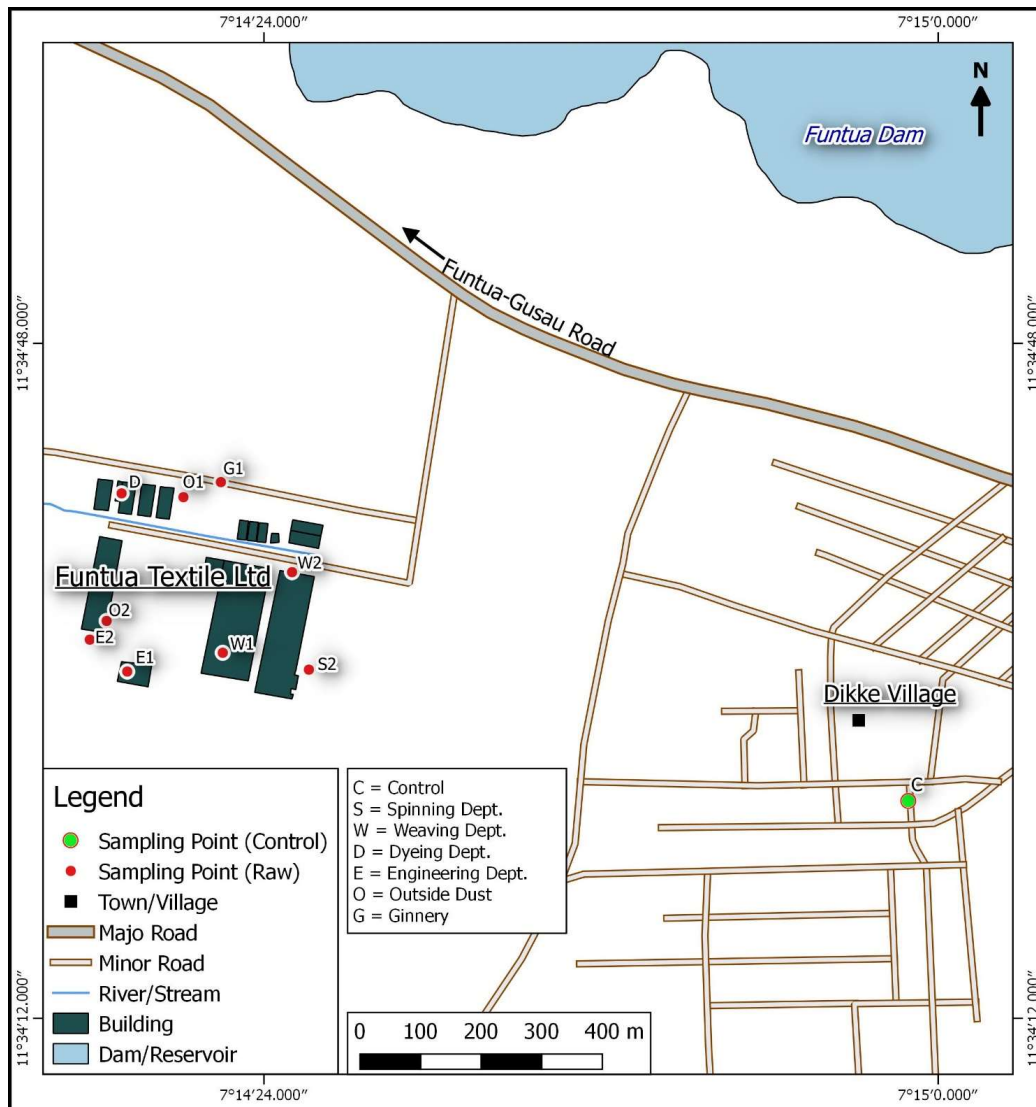 7°14′24.000″
7°15′0.000″
N
Funtua Dam
Funtua-Gusau Road
11°34′48.000″
11°34′48.000″
G1
D
O1
W2
Funtua Textile Ltd
O2
E2
W1
E1
S2
Dikke Village
C
Legend
Sampling Point (Control)
Sampling Point (Raw)
Town/Village
Majo Road
Minor Road
River/Stream
Building
Dam/Reservoir
C = Control
S = Spinning Dept.
W = Weaving Dept.
D = Dyeing Dept.
E = Engineering Dept.
O = Outside Dust
G = Ginnery
0 100 200 300 400 m
11°34′12.000″
11°34′12.000″
7°14′24.000″
7°15′0.000″